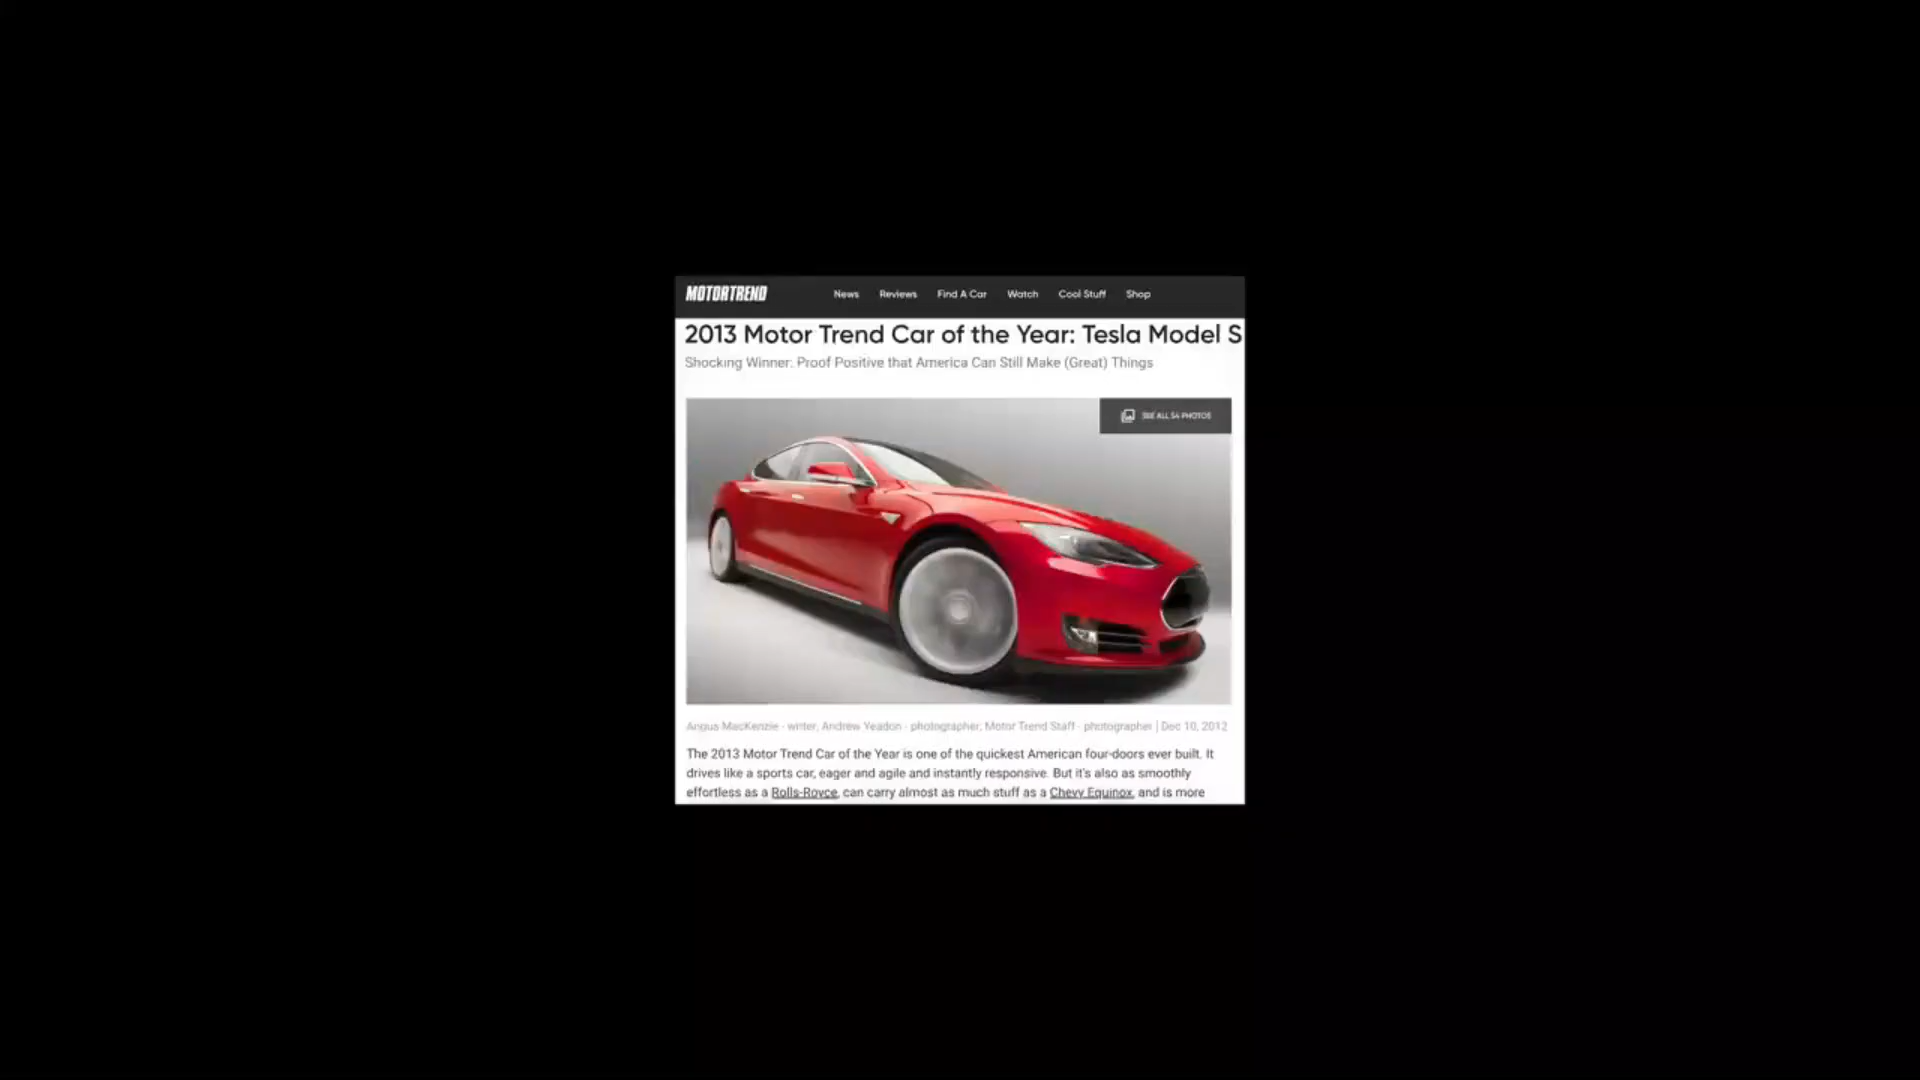 MOTORTREND News Reviews Find A Car Watch Cool Stuff Shop
2013 Motor Trend Car of the Year: Tesla Model S
Shocking Winner: Proof Positive that America Can Still Make (Great) Things
SEE ALL 54 PHOTOS
Angus MacKenzie - writer; Andrew Yeadon - photographer; Motor Trend Staff - photographer | Dec 10, 2012
The 2013 Motor Trend Car of the Year is one of the quickest American four-doors ever built. It
drives like a sports car, eager and agile and instantly responsive. But it's also as smoothly
effortless as a Rolls-Royce, can carry almost as much stuff as a Chevy Equinox, and is more